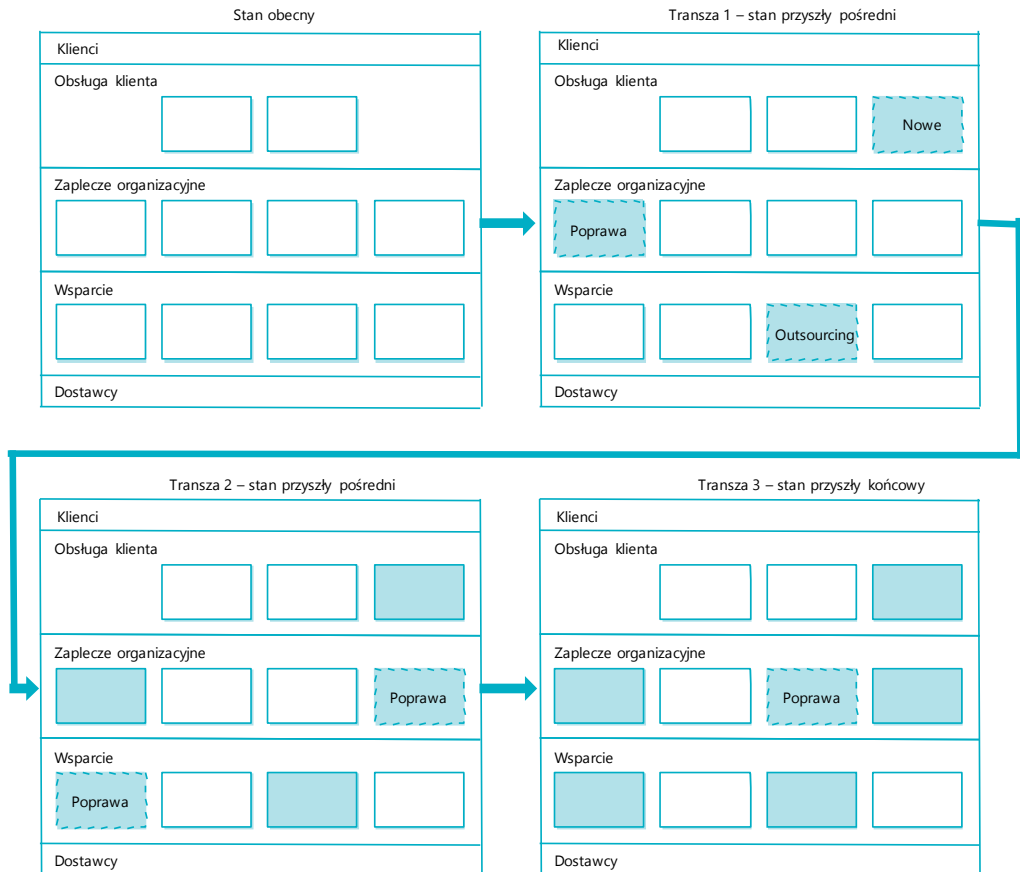 Stan obecny
Klienci
Obsługa klienta
Zaplecze organizacyjne
Wsparcie
Dostawcy
Transza 1 – stan przyszły pośredni
Klienci
Obsługa klienta
Nowe
Zaplecze organizacyjne
Poprawa
Wsparcie
Outsourcing
Dostawcy
Transza 2 – stan przyszły pośredni
Klienci
Obsługa klienta
Zaplecze organizacyjne
Poprawa
Wsparcie
Poprawa
Dostawcy
Transza 3 – stan przyszły końcowy
Klienci
Obsługa klienta
Zaplecze organizacyjne
Poprawa
Wsparcie
Dostawcy